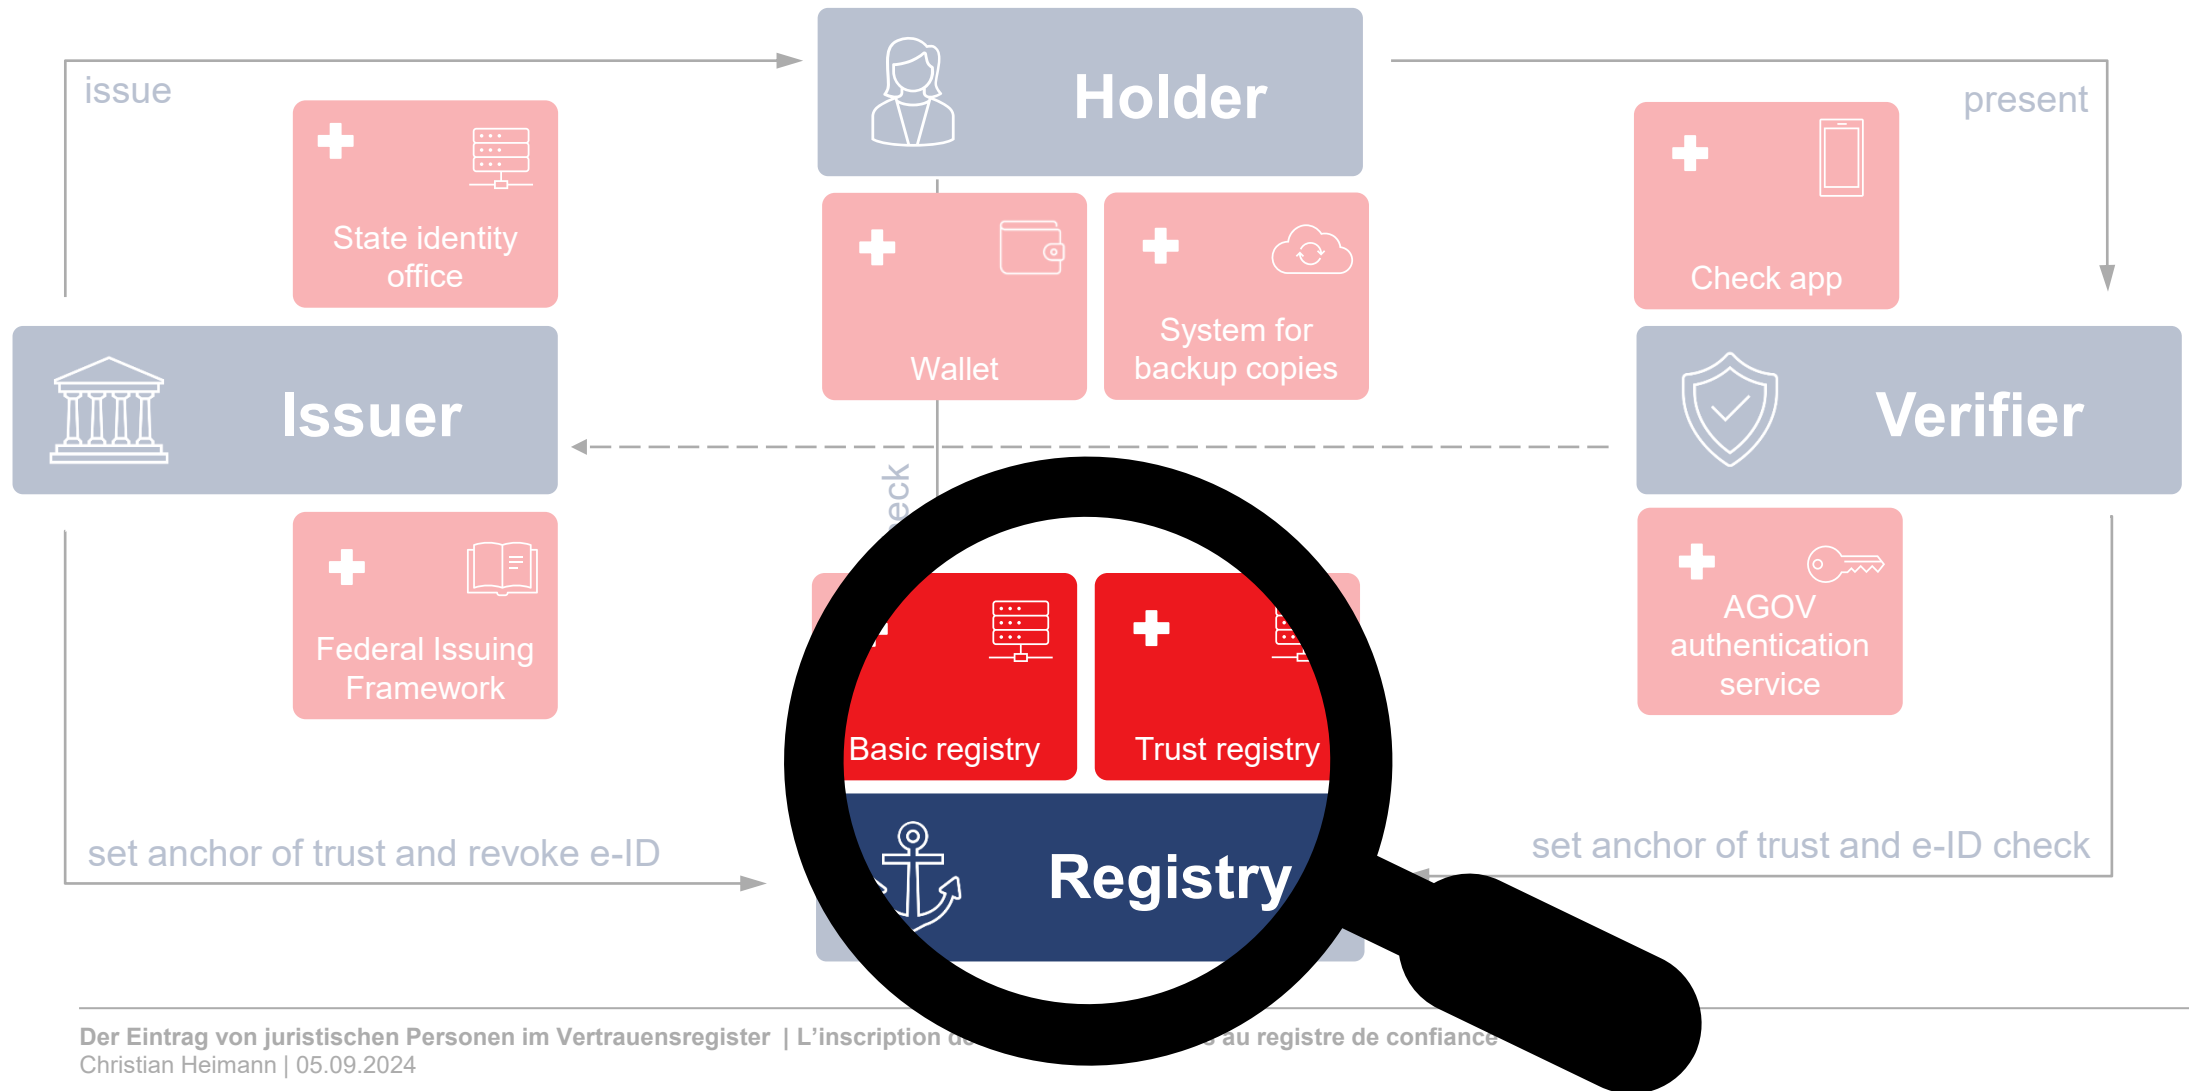 issue
Holder
present
State identity
office
Check app
Wallet
System for
backup copies
Issuer
Verifier
Federal Issuing
Framework
AGOV
authentication
service
Basic registry
Trust registry
set anchor of trust and revoke e-ID
Registry
set anchor of trust and e-ID check
Der Eintrag von juristischen Personen im Vertrauensregister | L’inscription au registre de confiance
Christian Heimann | 05.09.2024